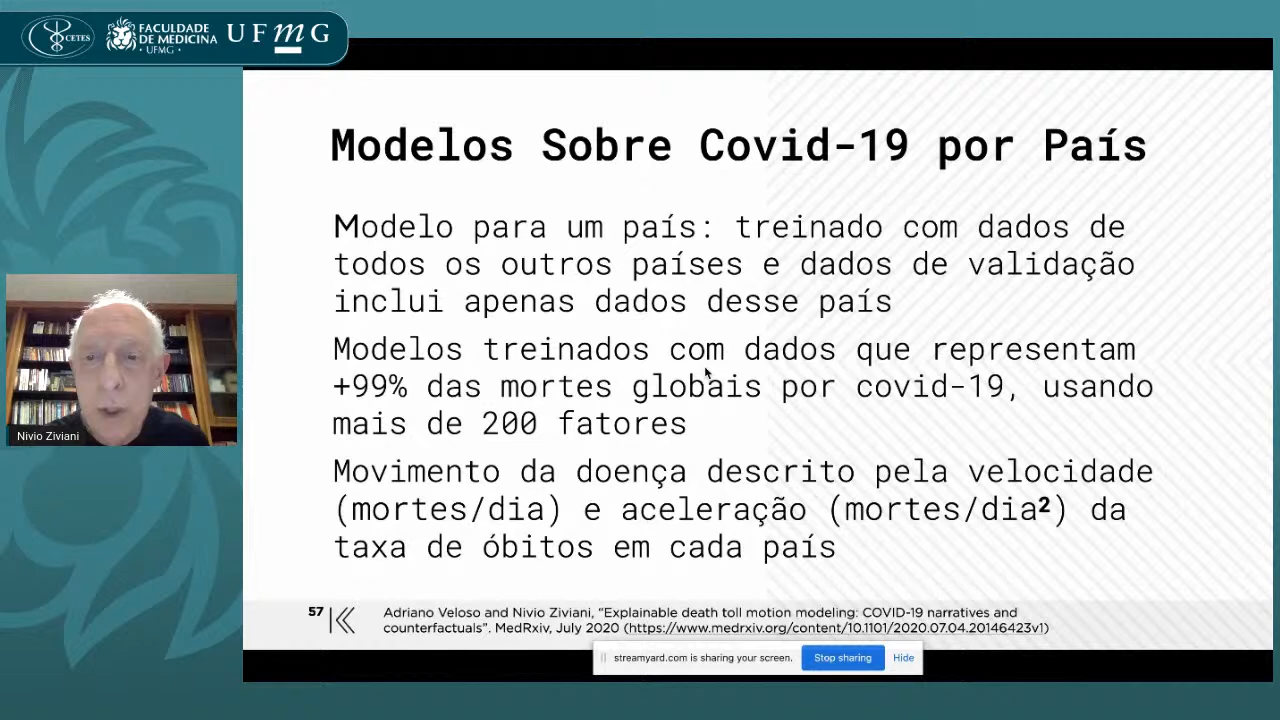 CETES
FACULDADE
DE MEDICINA
• UFMG •
UFmG
Modelos Sobre Covid-19 por País
Modelo para um país: treinado com dados de
todos os outros países e dados de validação
inclui apenas dados desse país
Modelos treinados com dados que representam
+99% das mortes globais por covid-19, usando
mais de 200 fatores
Movimento da doença descrito pela velocidade
(mortes/dia) e aceleração (mortes/dia²) da
taxa de óbitos em cada país
Nivio Ziviani
57
Adriano Veloso and Nivio Ziviani, “Explainable death toll motion modeling: COVID-19 narratives and
counterfactuals”. MedRxiv, July 2020 (https://www.medrxiv.org/content/10.1101/2020.07.04.20146423v1)
streamyard.com is sharing your screen.
Stop sharing
Hide